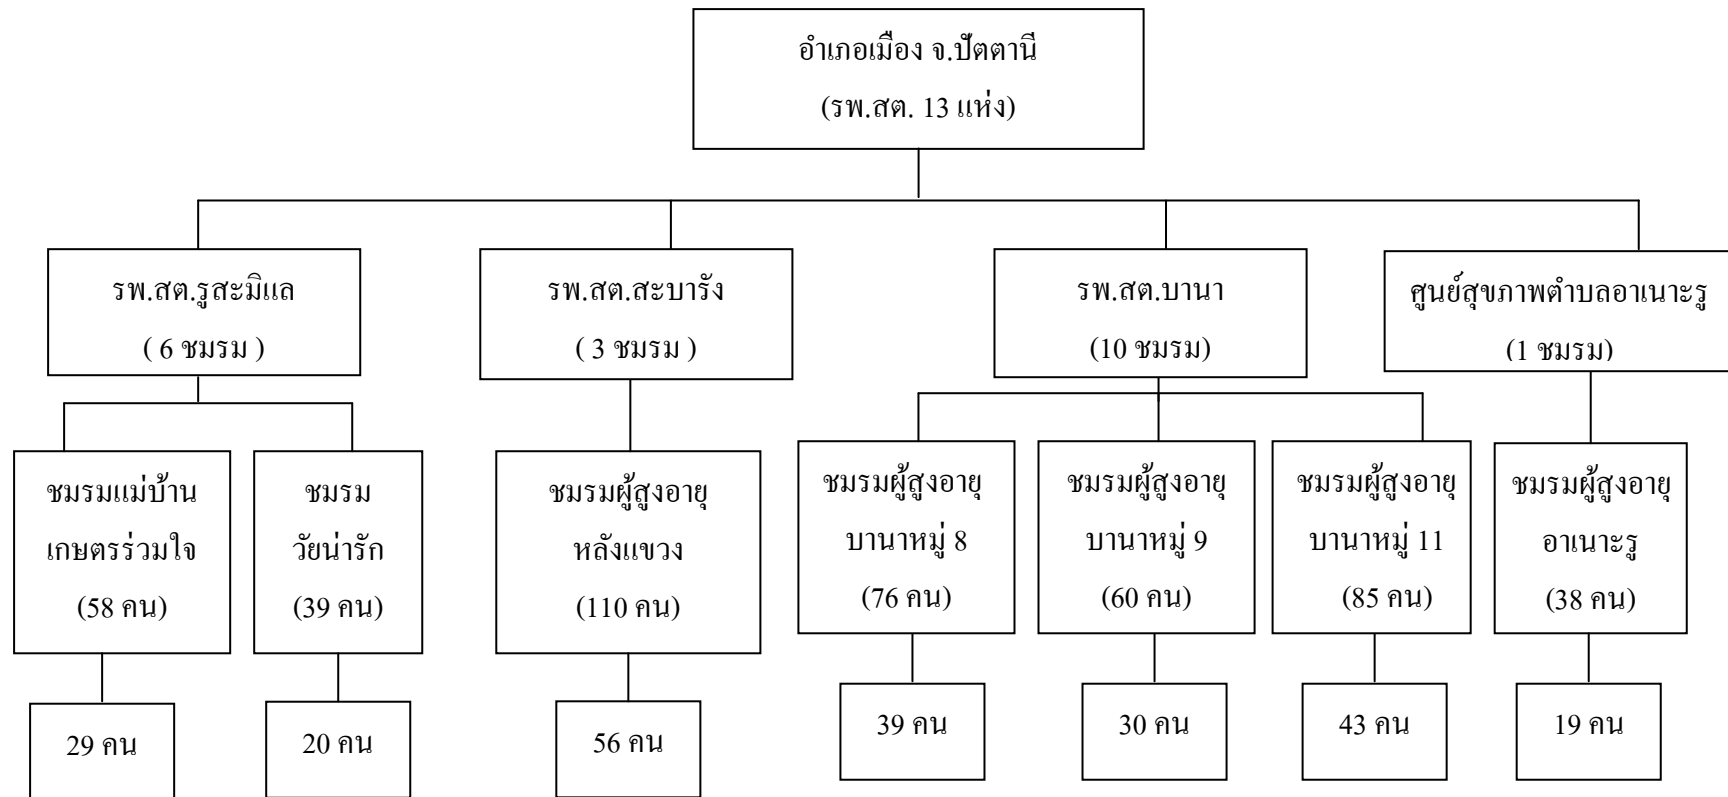 อำเภอเมือง จ.ปัตตานี
(รพ.สต. 13 แห่ง)
รพ.สต.รูสะมิแล
( 6 ชมรม )
รพ.สต.สะบารัง
( 3 ชมรม )
รพ.สต.บานา
(10 ชมรม)
ศูนย์สุขภาพตำบลอาเนาะรู
(1 ชมรม)
ชมรมแม่บ้าน
เกษตรร่วมใจ
(58 คน)
ชมรม
วัยน่ารัก
(39 คน)
ชมรมผู้สูงอายุ
หลังแขวง
(110 คน)
ชมรมผู้สูงอายุ
บานาหมู่ 8
(76 คน)
ชมรมผู้สูงอายุ
บานาหมู่ 9
(60 คน)
ชมรมผู้สูงอายุ
บานาหมู่ 11
(85 คน)
ชมรมผู้สูงอายุ
อาเนาะรู
(38 คน)
29 คน
20 คน
56 คน
39 คน
30 คน
43 คน
19 คน